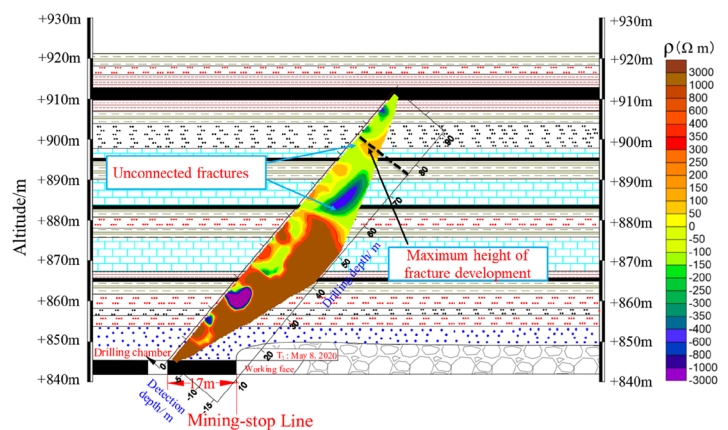 +930m
+920m
+910m
+900m
+890m
+880m
+870m
+860m
+850m
+840m
Altitude/m
Unconnected fractures
Maximum height of
fracture development
Drilling depth/ m
Drilling chamber
Detection
depth/ m
T₁: May 8, 2020
Working face
17m
Mining-stop Line
0
-5
-10
-15
10
20
30
40
50
60
70
80
90
+930m
+920m
+910m
+900m
+890m
+880m
+870m
+860m
+850m
+840m
ρ(Ω m)
3000
1000
800
600
400
350
300
250
200
100
50
0
-50
-100
-150
-200
-250
-300
-350
-400
-600
-800
-1000
-3000